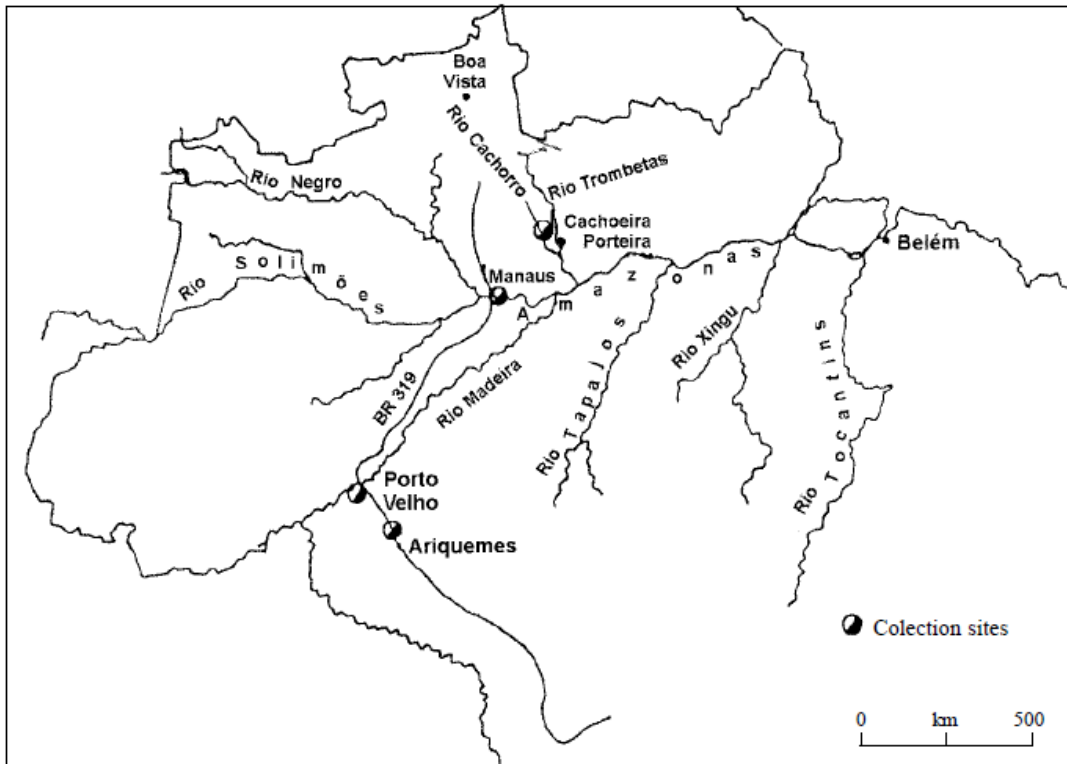 Boa
Vista
Rio Cachorro
Rio Negro
Rio Trombetas
Cachoeira
Porteira
Belém
Rio Solimões
Manaus
Amazonas
Rio Xingu
BR 319
Rio Madeira
Rio Tapajos
Rio Tocantins
Porto
Velho
Ariquemes
Colection sites
0 km 500